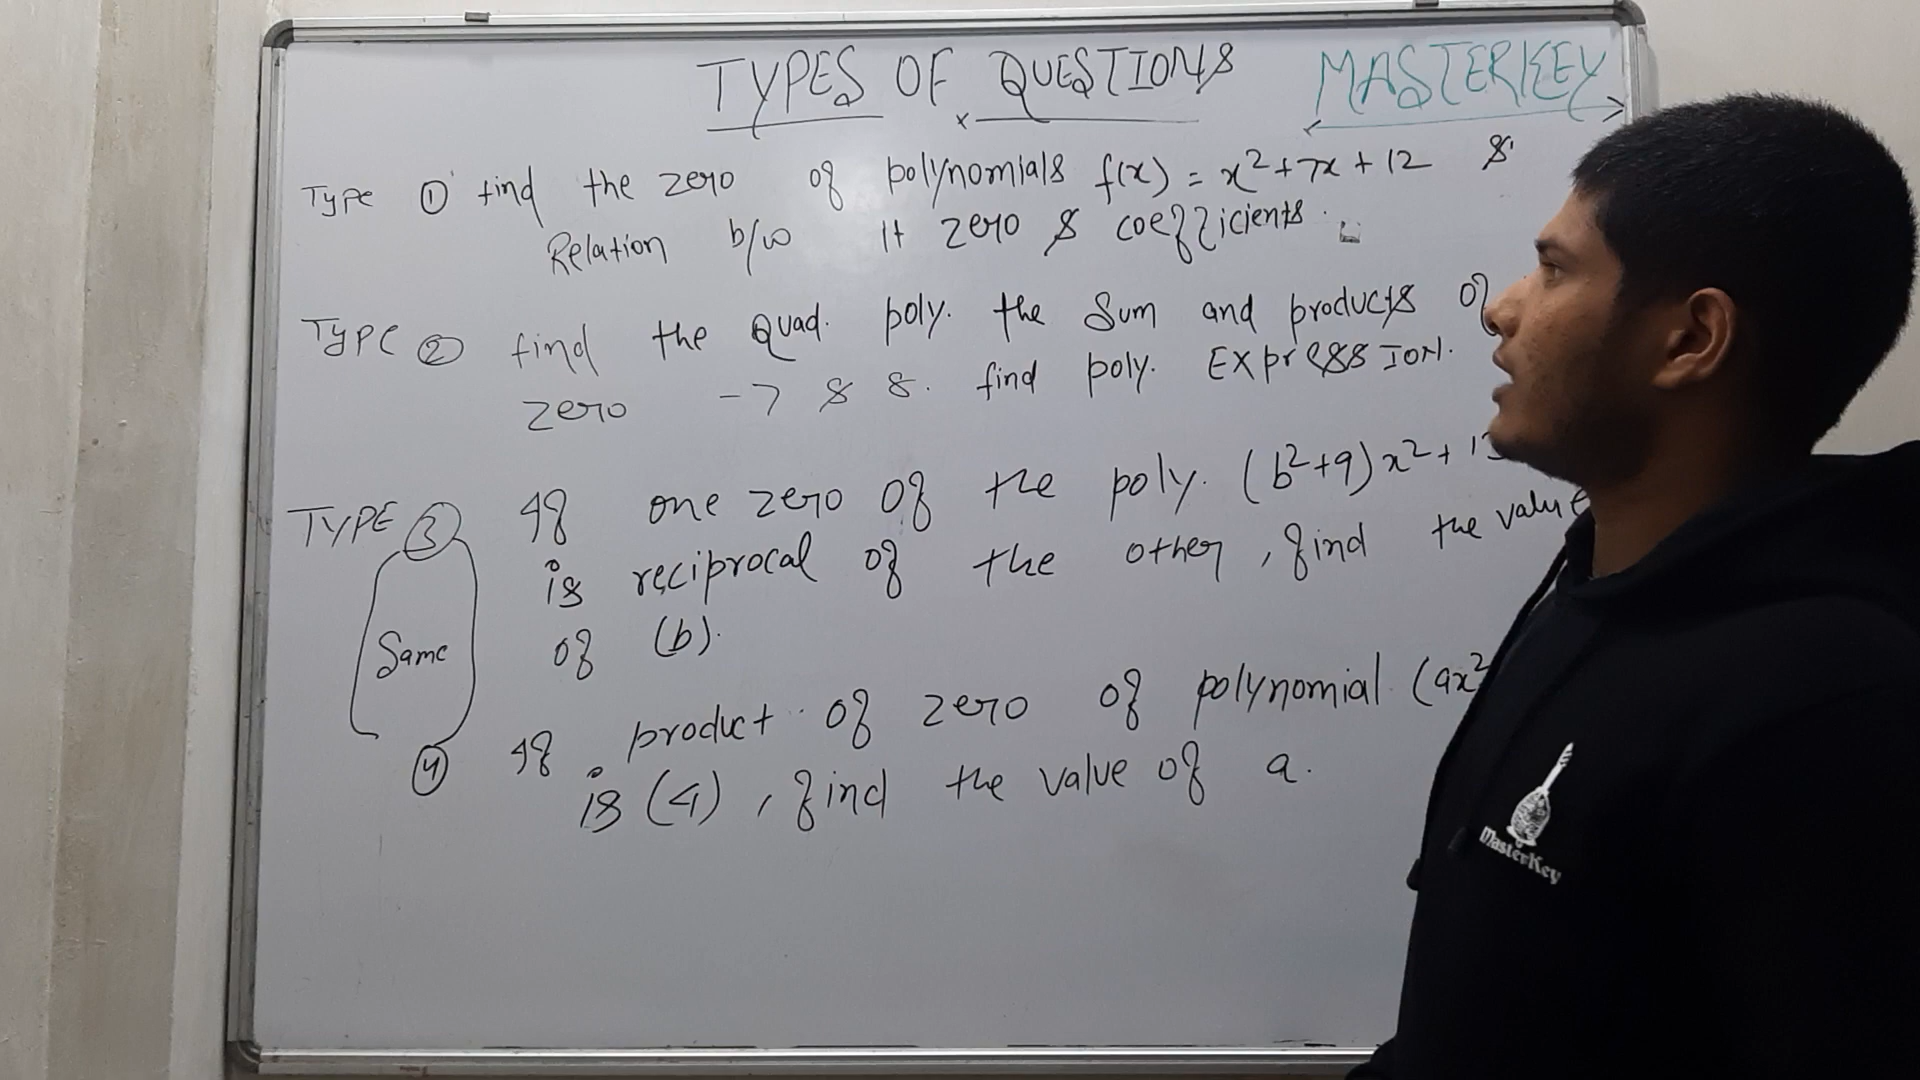 TYPES OF QUESTIONS
MASTERKEY
Type ① find the zero of polynomials f(x) = x²+7x+12 &
Relation b/w It zero & coefficients.
TYPE ② find the Quad. poly. the Sum and products of
zero -7 & 8. find poly. EXprESSION.
TYPE ③ If one zero of the poly. (b²+9)x²+ 13
is reciprocal of the other, find the value
of (b).
Same
④ If product of zero of polynomial (ax²
is (4), find the value of a.
MasterKey